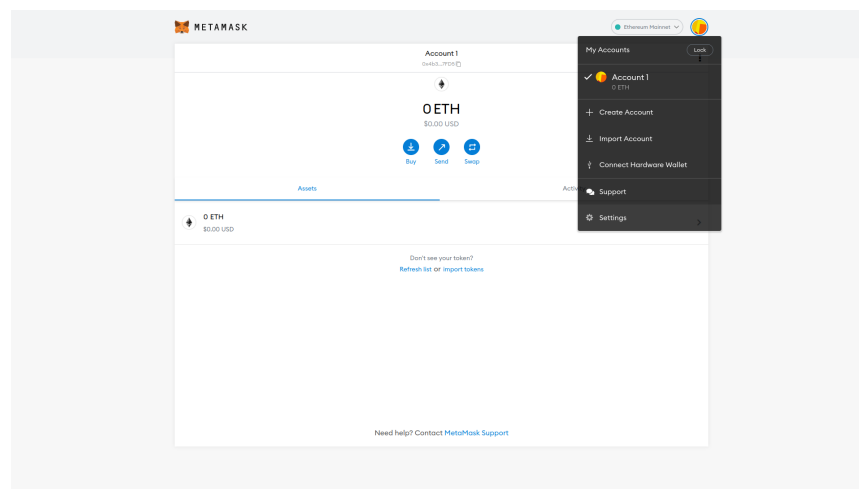 METAMASK
Ethereum Mainnet
Account 1
0 ETH
$0.00 USD
Buy Send Swap
Assets
0 ETH
$0.00 USD
Don't see your token?
Refresh list or import tokens
Need help? Contact MetaMask Support
My Accounts Lock
Account 1
0 ETH
Create Account
Import Account
Connect Hardware Wallet
Support
Settings